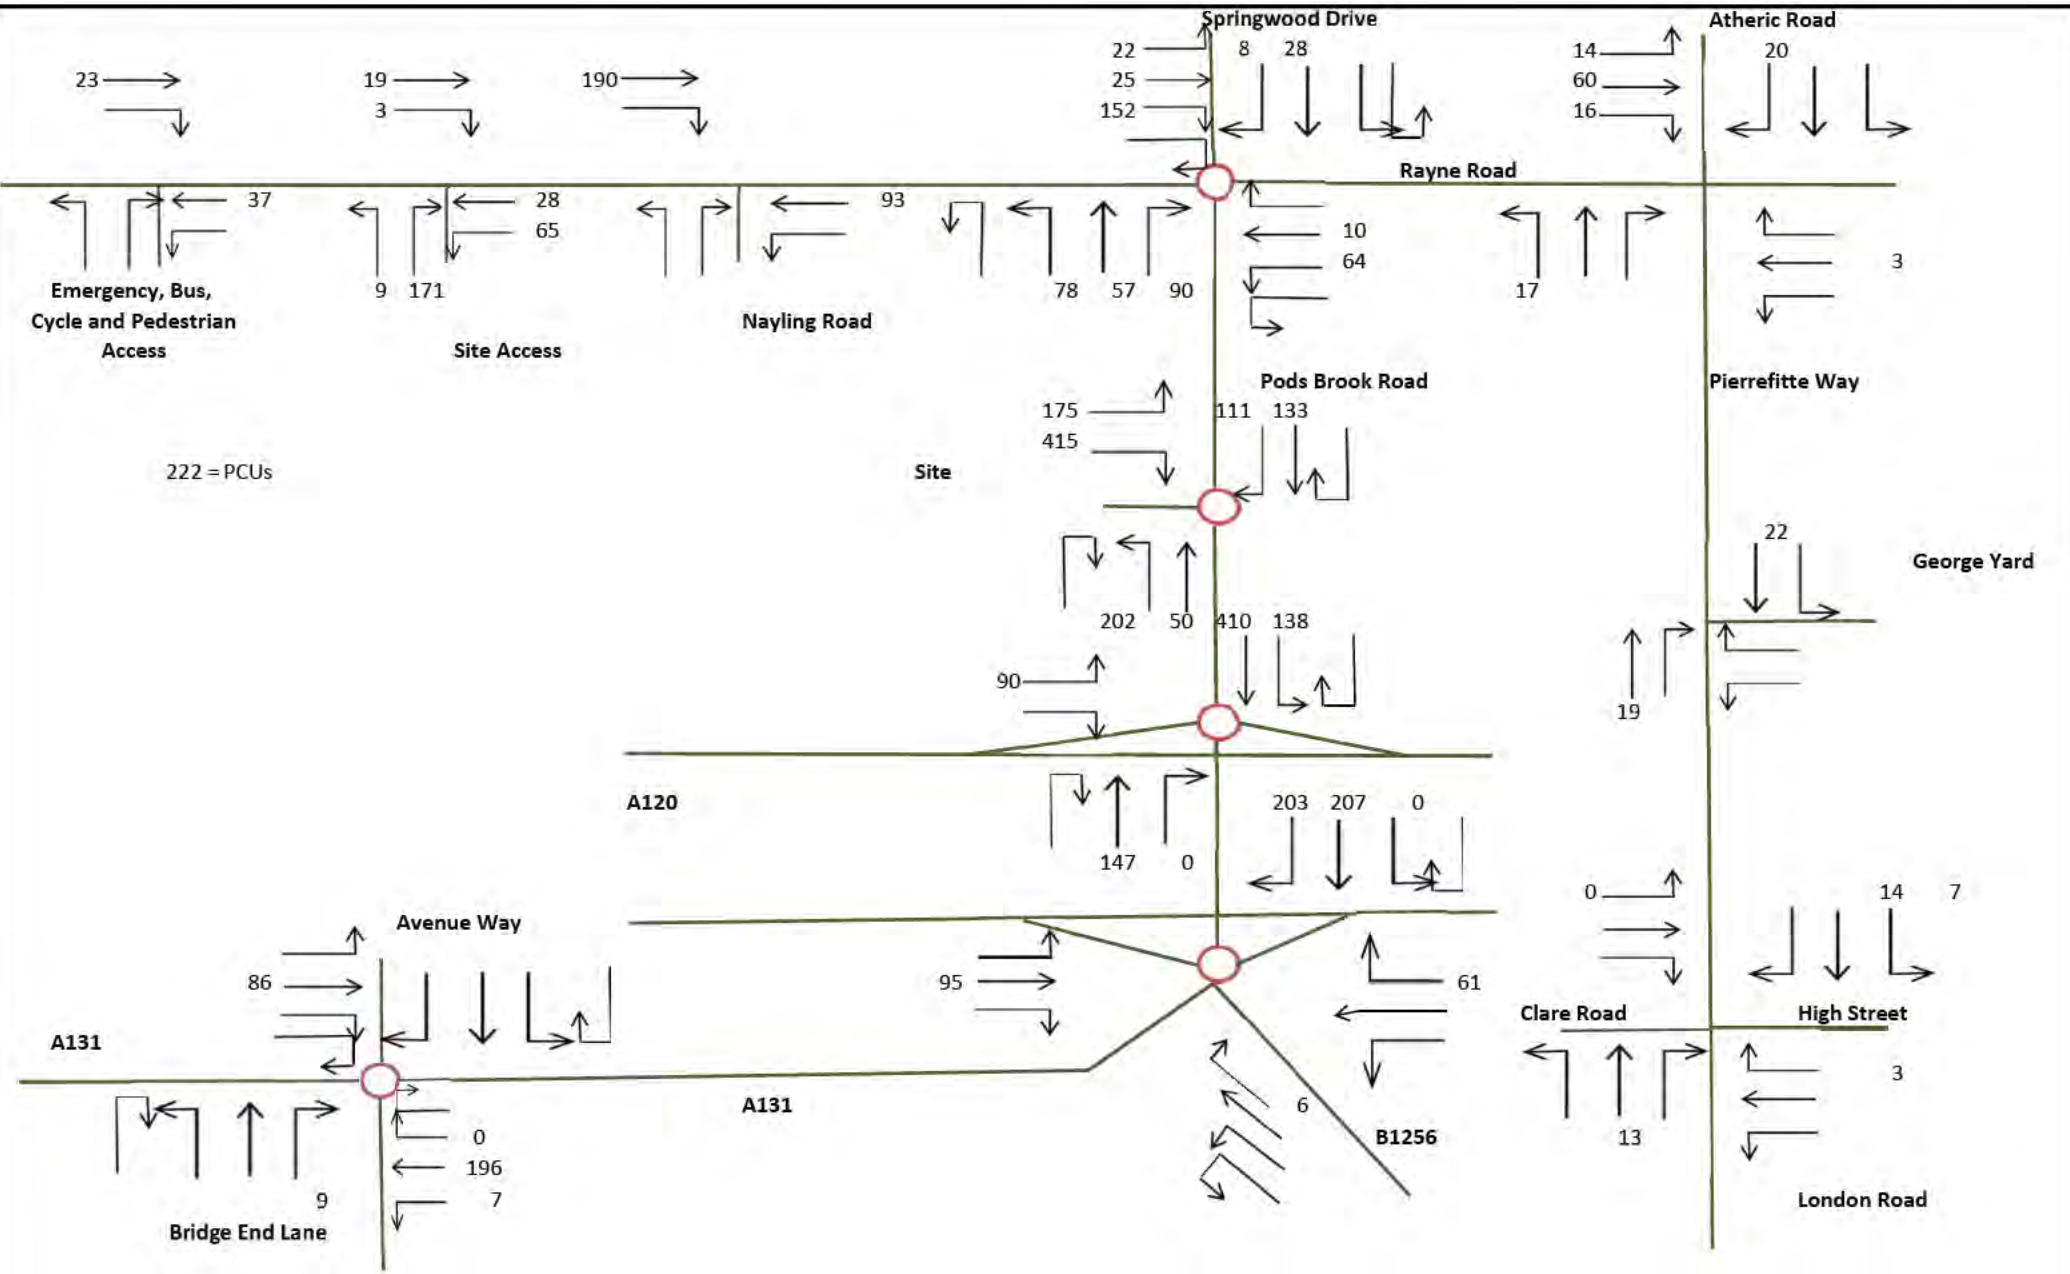 Springwood Drive
Atheric Road
22
8 28
14
20
23
19
190
25
60
3
152
16
Rayne Road
37
28
93
65
10
3
64
Emergency, Bus,
Cycle and Pedestrian
Access
9 171
78 57 90
17
Nayling Road
Site Access
Pods Brook Road
Pierrefitte Way
175
111 133
415
222 = PCUs
Site
22
George Yard
202 50 410 138
90
19
A120
203 207 0
147 0
0
14 7
Avenue Way
86
95
61
Clare Road
High Street
A131
3
A131
6
B1256
13
0
196
9
7
London Road
Bridge End Lane